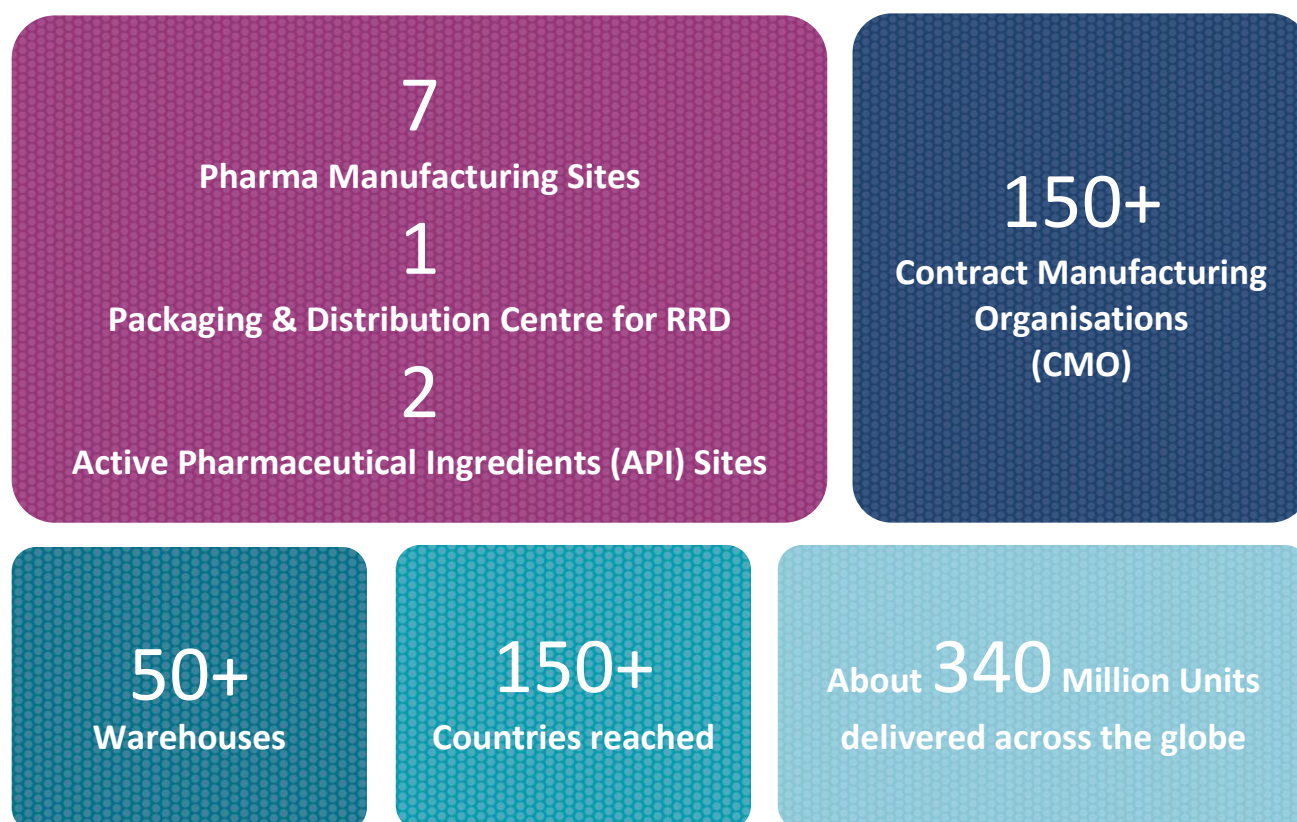 7
Pharma Manufacturing Sites
1
Packaging & Distribution Centre for RRD
2
Active Pharmaceutical Ingredients (API) Sites
150+
Contract Manufacturing
Organisations
(CMO)
50+
Warehouses
150+
Countries reached
About 340 Million Units
delivered across the globe